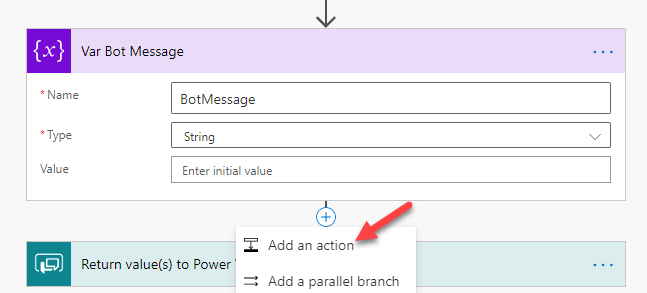 {x} Var Bot Message ...
* Name BotMessage
* Type String
Value Enter initial value
Add an action
Return value(s) to Power ...
Add a parallel branch